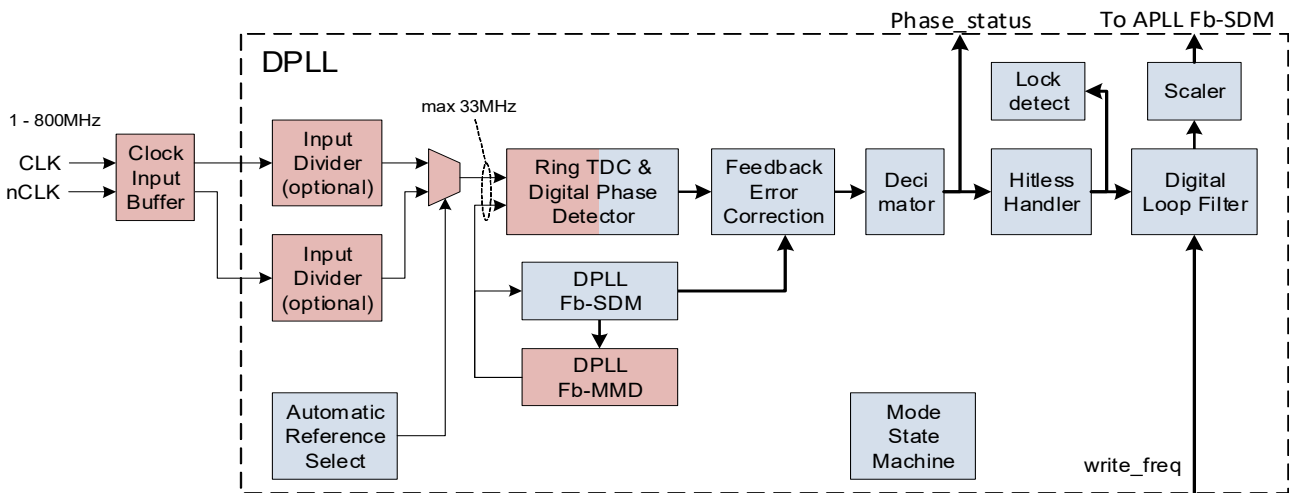 Phase_status
To APLL Fb-SDM
DPLL
max 33MHz
Lock
detect
Scaler
1 - 800MHz
CLK
nCLK
Clock
Input
Buffer
Input
Divider
(optional)
Ring TDC &
Digital Phase
Detector
Feedback
Error
Correction
Deci
mator
Hitless
Handler
Digital
Loop Filter
Input
Divider
(optional)
DPLL
Fb-SDM
DPLL
Fb-MMD
Automatic
Reference
Select
Mode
State
Machine
write_freq